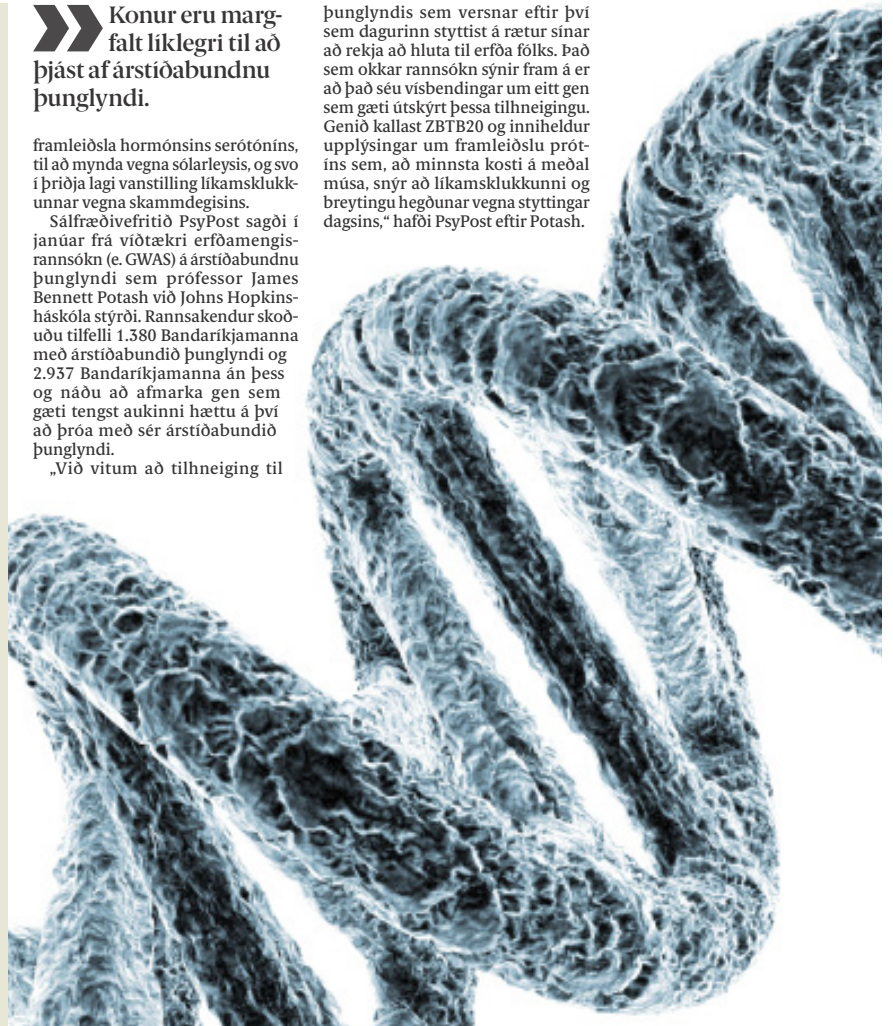 Konur eru marg-
falt líklegri til að
þjást af árstíðabundnu
þunglyndi.
framleiðsla hormónsins serótóníns,
til að mynda vegna sólarleysis, og svo
í þriðja lagi vanstilling líkamsklukk-
unnar vegna skammdegisins.
Sálfræðivefritið PsyPost sagði í
janúar frá víðtækri erfðamengis-
rannsókn (e. GWAS) á árstíðabundnu
þunglyndi sem prófessor James
Bennett Potash við Johns Hopkins-
háskóla stýrði. Rannsakendur skoð-
uðu tilfelli 1.380 Bandaríkjamanna
með árstíðabundið þunglyndi og
2.937 Bandaríkjamanna án þess
og náðu að afmarka gen sem
gæti tengst aukinni hættu á því
að þróa með sér árstíðabundið
þunglyndi.
„Við vitum að tilhneiging til
þunglyndis sem versnar eftir því
sem dagurinn styttist á rætur sínar
að rekja að hluta til erfða fólks. Það
sem okkar rannsókn sýnir fram á er
að það séu vísbendingar um eitt gen
sem gæti útskýrt þessa tilhneigingu.
Genið kallast ZBTB20 og inniheldur
upplýsingar um framleiðslu prót-
íns sem, að minnsta kosti á meðal
músa, snýr að líkamsklukkunni og
breytingu hegðunar vegna styttingar
dagsins,“ hafði PsyPost eftir Potash.